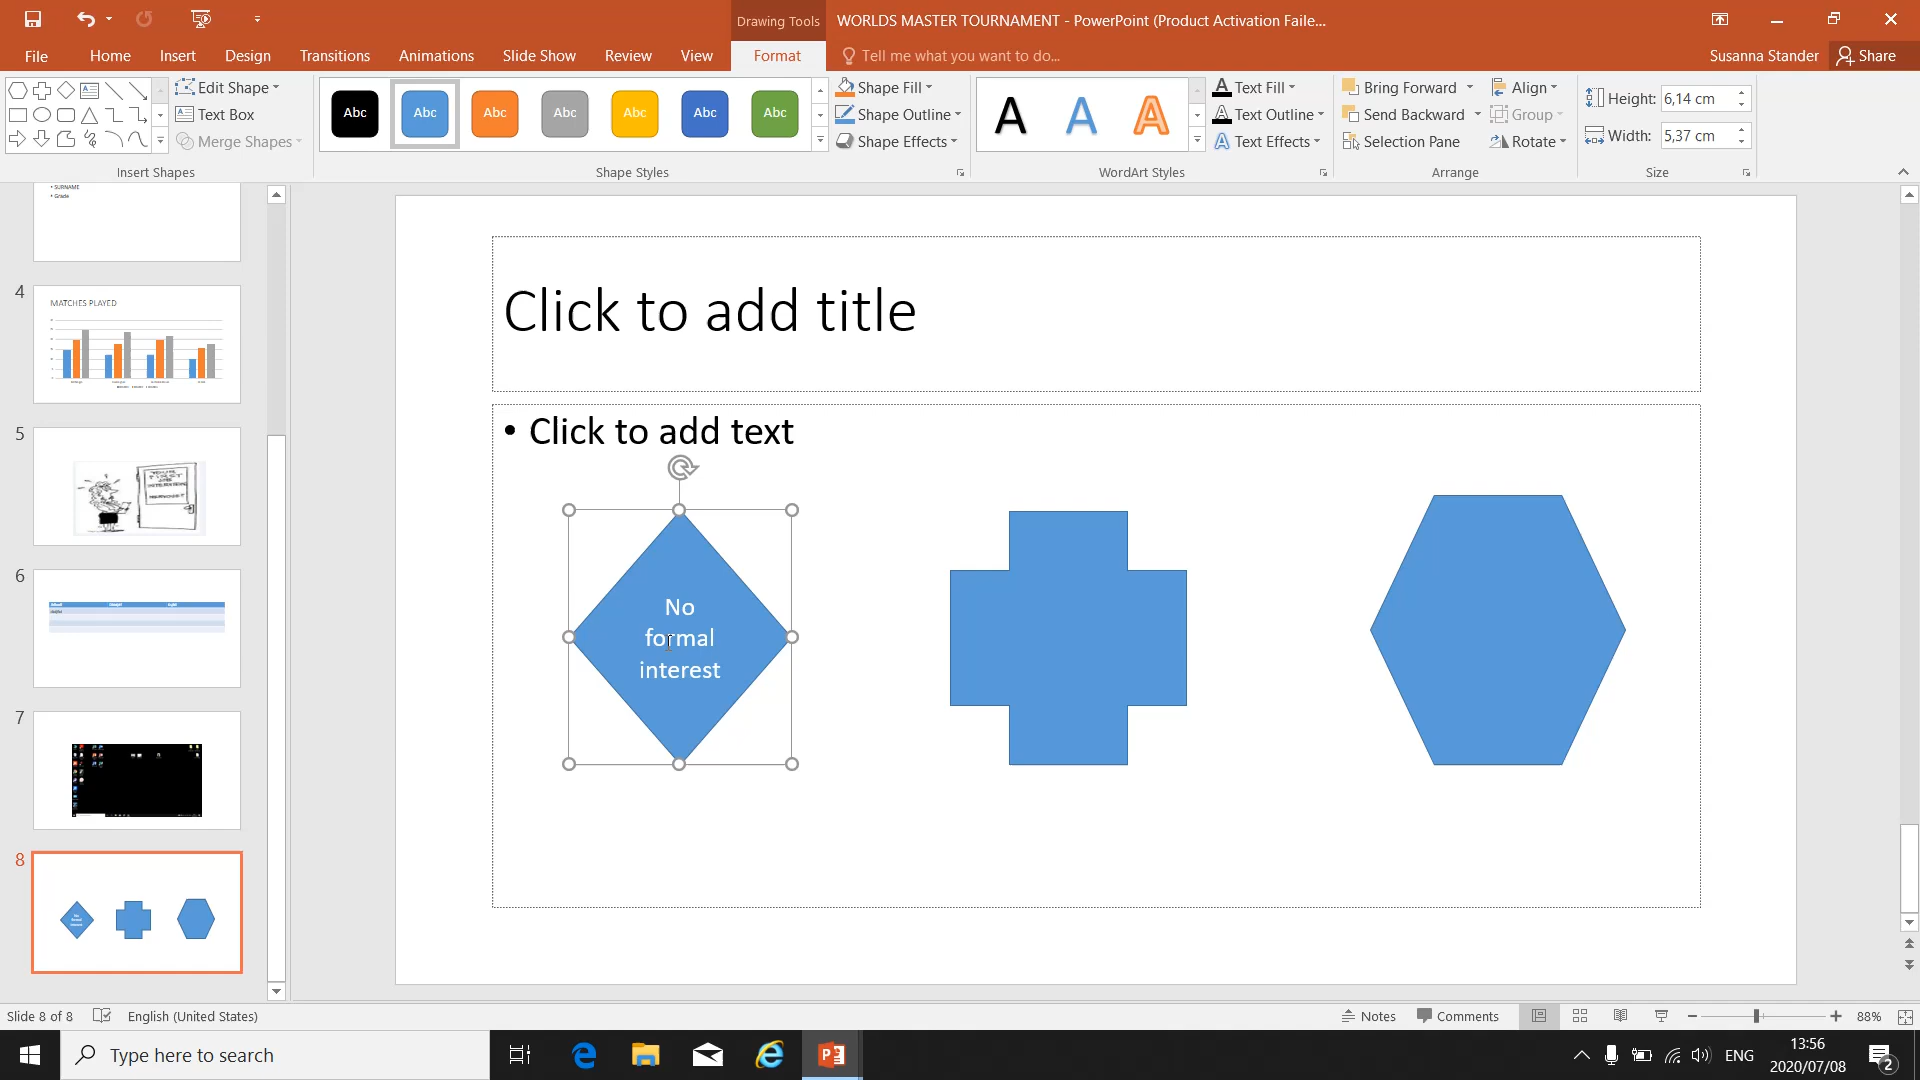 Drawing Tools
WORLDS MASTER TOURNAMENT - PowerPoint (Product Activation Faile...
File Home Insert Design Transitions Animations Slide Show Review View Format Tell me what you want to do... Susanna Stander Share
Edit Shape
Text Box
Merge Shapes
Insert Shapes
Abc Abc Abc Abc Abc Abc Abc
Shape Fill
Shape Outline
Shape Effects
Shape Styles
A A A
Text Fill
Text Outline
Text Effects
WordArt Styles
Bring Forward
Send Backward
Selection Pane
Align
Group
Rotate
Arrange
Height: 6,14 cm
Width: 5,37 cm
Size
• SURNAME
• Grade
4
MATCHES PLAYED
5
6
7
8
No
formal
interest
Click to add title
• Click to add text
No
formal
interest
Slide 8 of 8 English (United States) Notes Comments 88%
Type here to search
ENG
13:56
2020/07/08
2